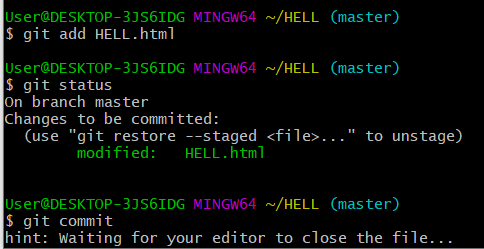 User@DESKTOP-3JS6IDG MINGW64 ~/HELL (master)
$ git add HELL.html
User@DESKTOP-3JS6IDG MINGW64 ~/HELL (master)
$ git status
On branch master
Changes to be committed:
  (use "git restore --staged <file>..." to unstage)
        modified:   HELL.html
User@DESKTOP-3JS6IDG MINGW64 ~/HELL (master)
$ git commit
hint: Waiting for your editor to close the file...